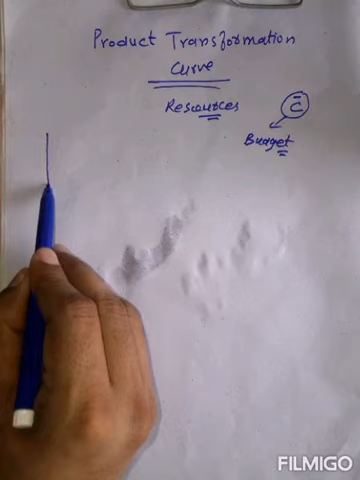 Product Transformation
Curve
Resources
C̅
Budget
FILMIGO